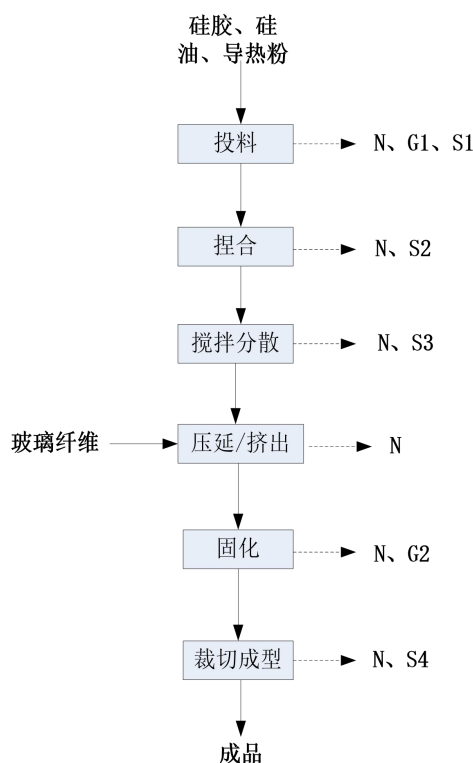 硅胶、硅
油、导热粉
投料
N、G1、S1
捏合
N、S2
搅拌分散
N、S3
玻璃纤维
压延/挤出
N
固化
N、G2
裁切成型
N、S4
成品